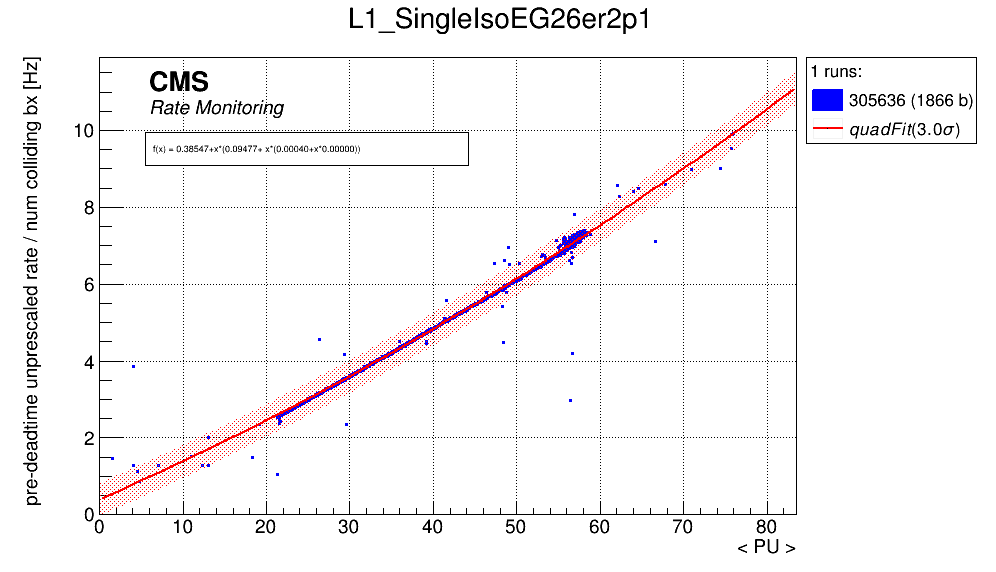 L1_SingleIsoEG26er2p1
pre-deadtime unprescaled rate / num colliding bx [Hz]
CMS
Rate Monitoring
f(x) = 0.38547+x*(0.09477+ x*(0.00040+x*0.00000))
1 runs:
305636 (1866 b)
quadFit(3.0σ)
10
8
6
4
2
0
0 10 20 30 40 50 60 70 80
< PU >